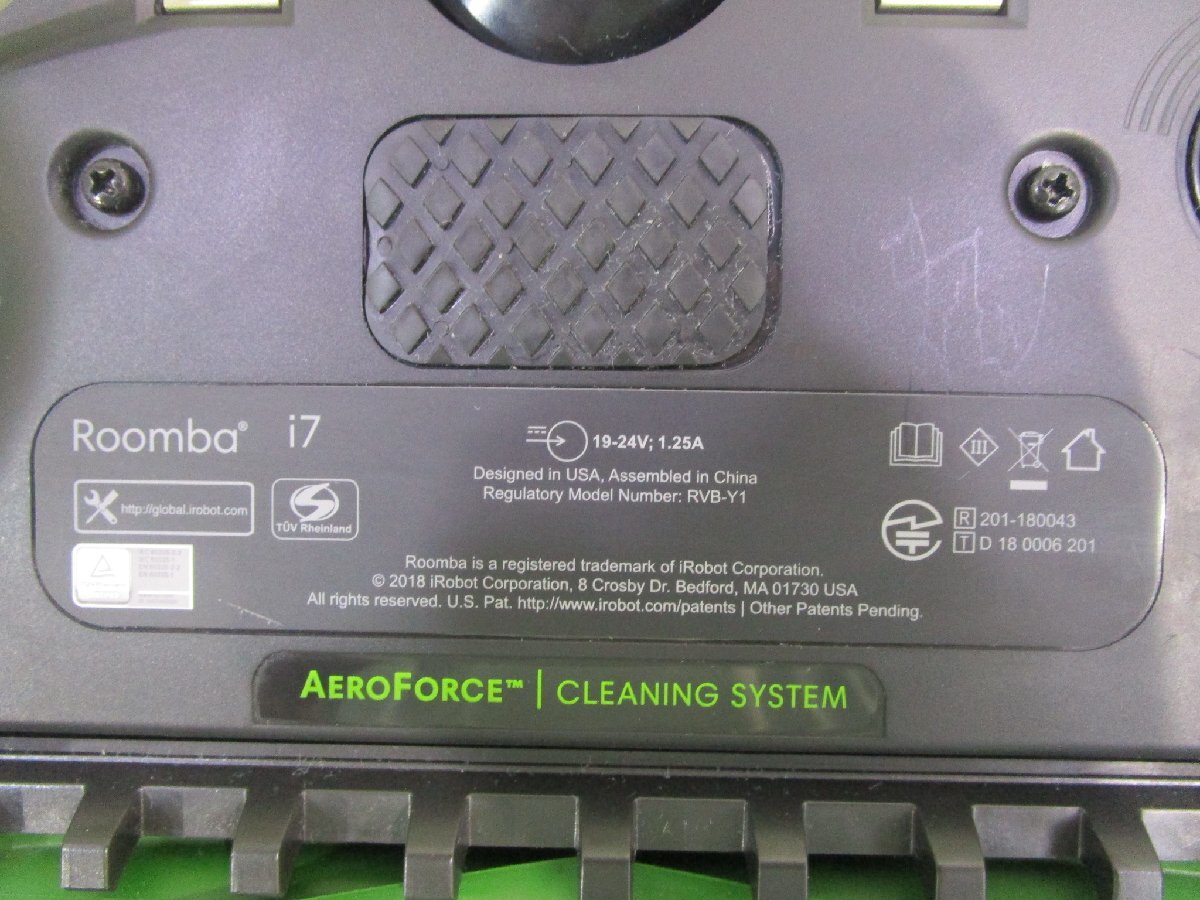 Roomba® i7
19-24V; 1.25A
Designed in USA, Assembled in China
Regulatory Model Number: RVB-Y1
http://global.irobot.com
TÜV Rheinland
III
R 201-180043
T D 18 0006 201
Roomba is a registered trademark of iRobot Corporation.
© 2018 iRobot Corporation, 8 Crosby Dr. Bedford, MA 01730 USA
All rights reserved. U.S. Pat. http://www.irobot.com/patents | Other Patents Pending.
AEROFORCE™ | CLEANING SYSTEM